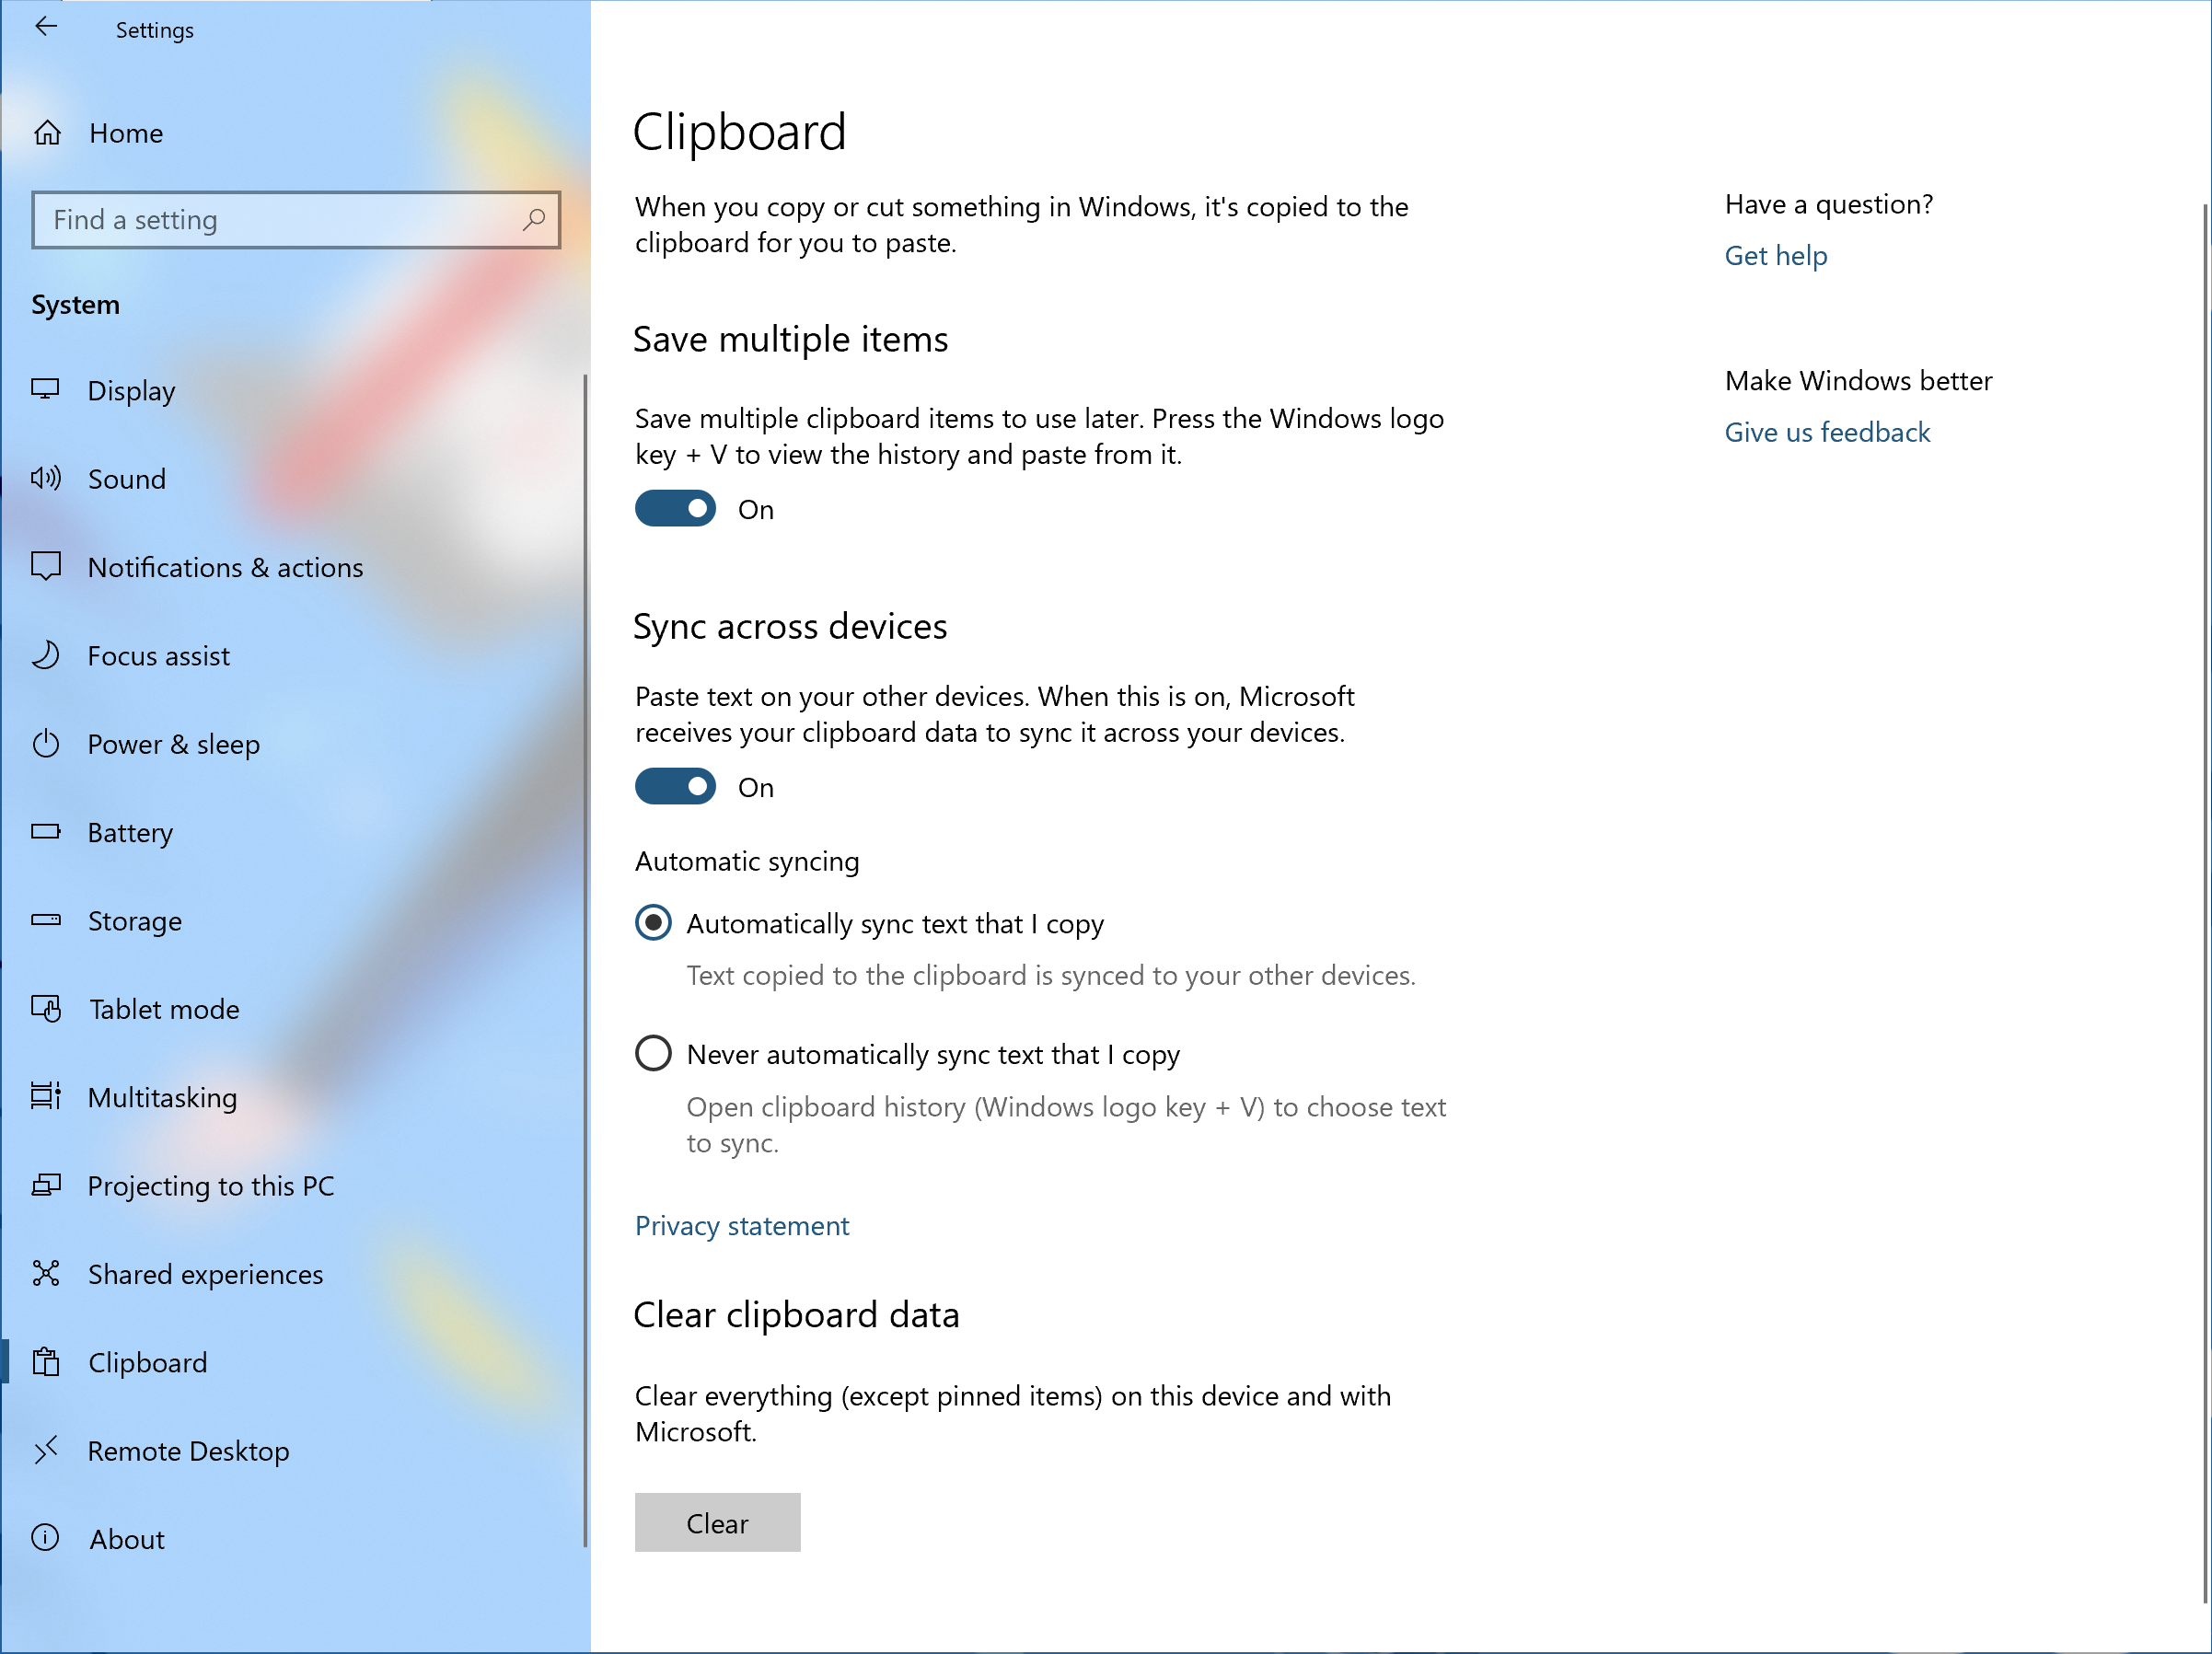 Settings
Home
Find a setting
System
Display
Sound
Notifications & actions
Focus assist
Power & sleep
Battery
Storage
Tablet mode
Multitasking
Projecting to this PC
Shared experiences
Clipboard
Remote Desktop
About
Clipboard
When you copy or cut something in Windows, it's copied to the
clipboard for you to paste.
Save multiple items
Save multiple clipboard items to use later. Press the Windows logo
key + V to view the history and paste from it.
On
Sync across devices
Paste text on your other devices. When this is on, Microsoft
receives your clipboard data to sync it across your devices.
On
Automatic syncing
Automatically sync text that I copy
Text copied to the clipboard is synced to your other devices.
Never automatically sync text that I copy
Open clipboard history (Windows logo key + V) to choose text
to sync.
Privacy statement
Clear clipboard data
Clear everything (except pinned items) on this device and with
Microsoft.
Clear
Have a question?
Get help
Make Windows better
Give us feedback